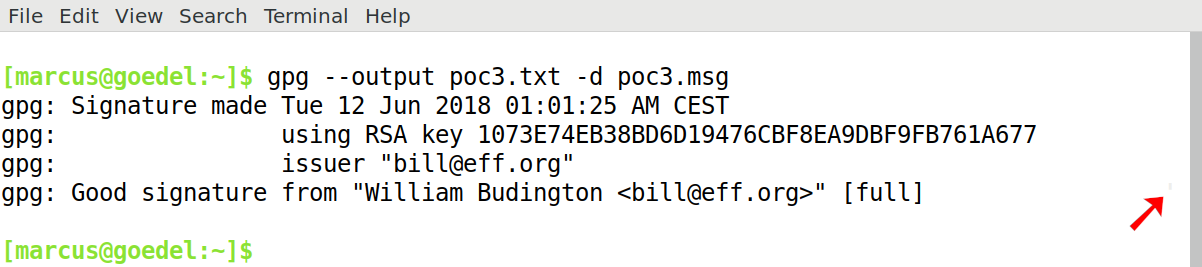 File Edit View Search Terminal Help
[marcus@goedel:~]$ gpg --output poc3.txt -d poc3.msg
gpg: Signature made Tue 12 Jun 2018 01:01:25 AM CEST
gpg:                using RSA key 1073E74EB38BD6D19476CBF8EA9DBF9FB761A677
gpg:                issuer "bill@eff.org"
gpg: Good signature from "William Budington <bill@eff.org>" [full]
[marcus@goedel:~]$